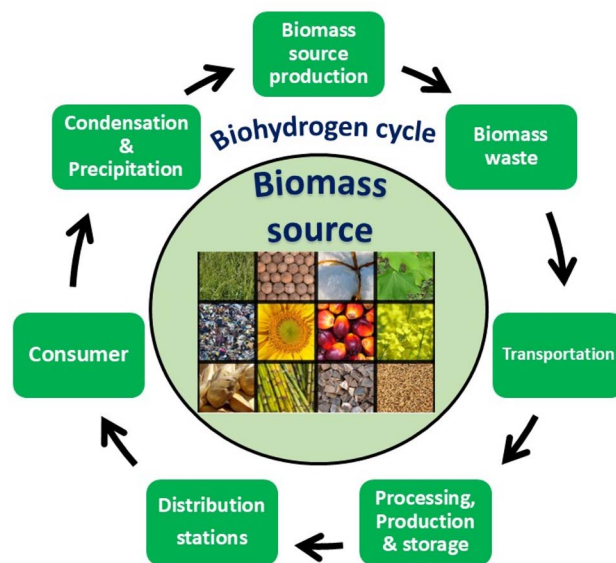 Biomass
source
production
Biomass
waste
Transportation
Processing,
Production
& storage
Distribution
stations
Consumer
Condensation
&
Precipitation
Biohydrogen cycle
Biomass
source